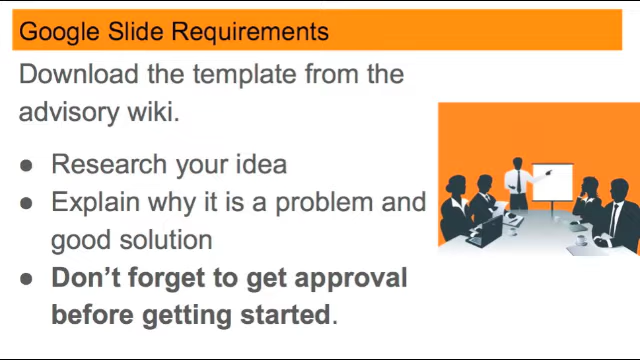 Google Slide Requirements
Download the template from the
advisory wiki.
● Research your idea
● Explain why it is a problem and
good solution
● Don't forget to get approval
before getting started.